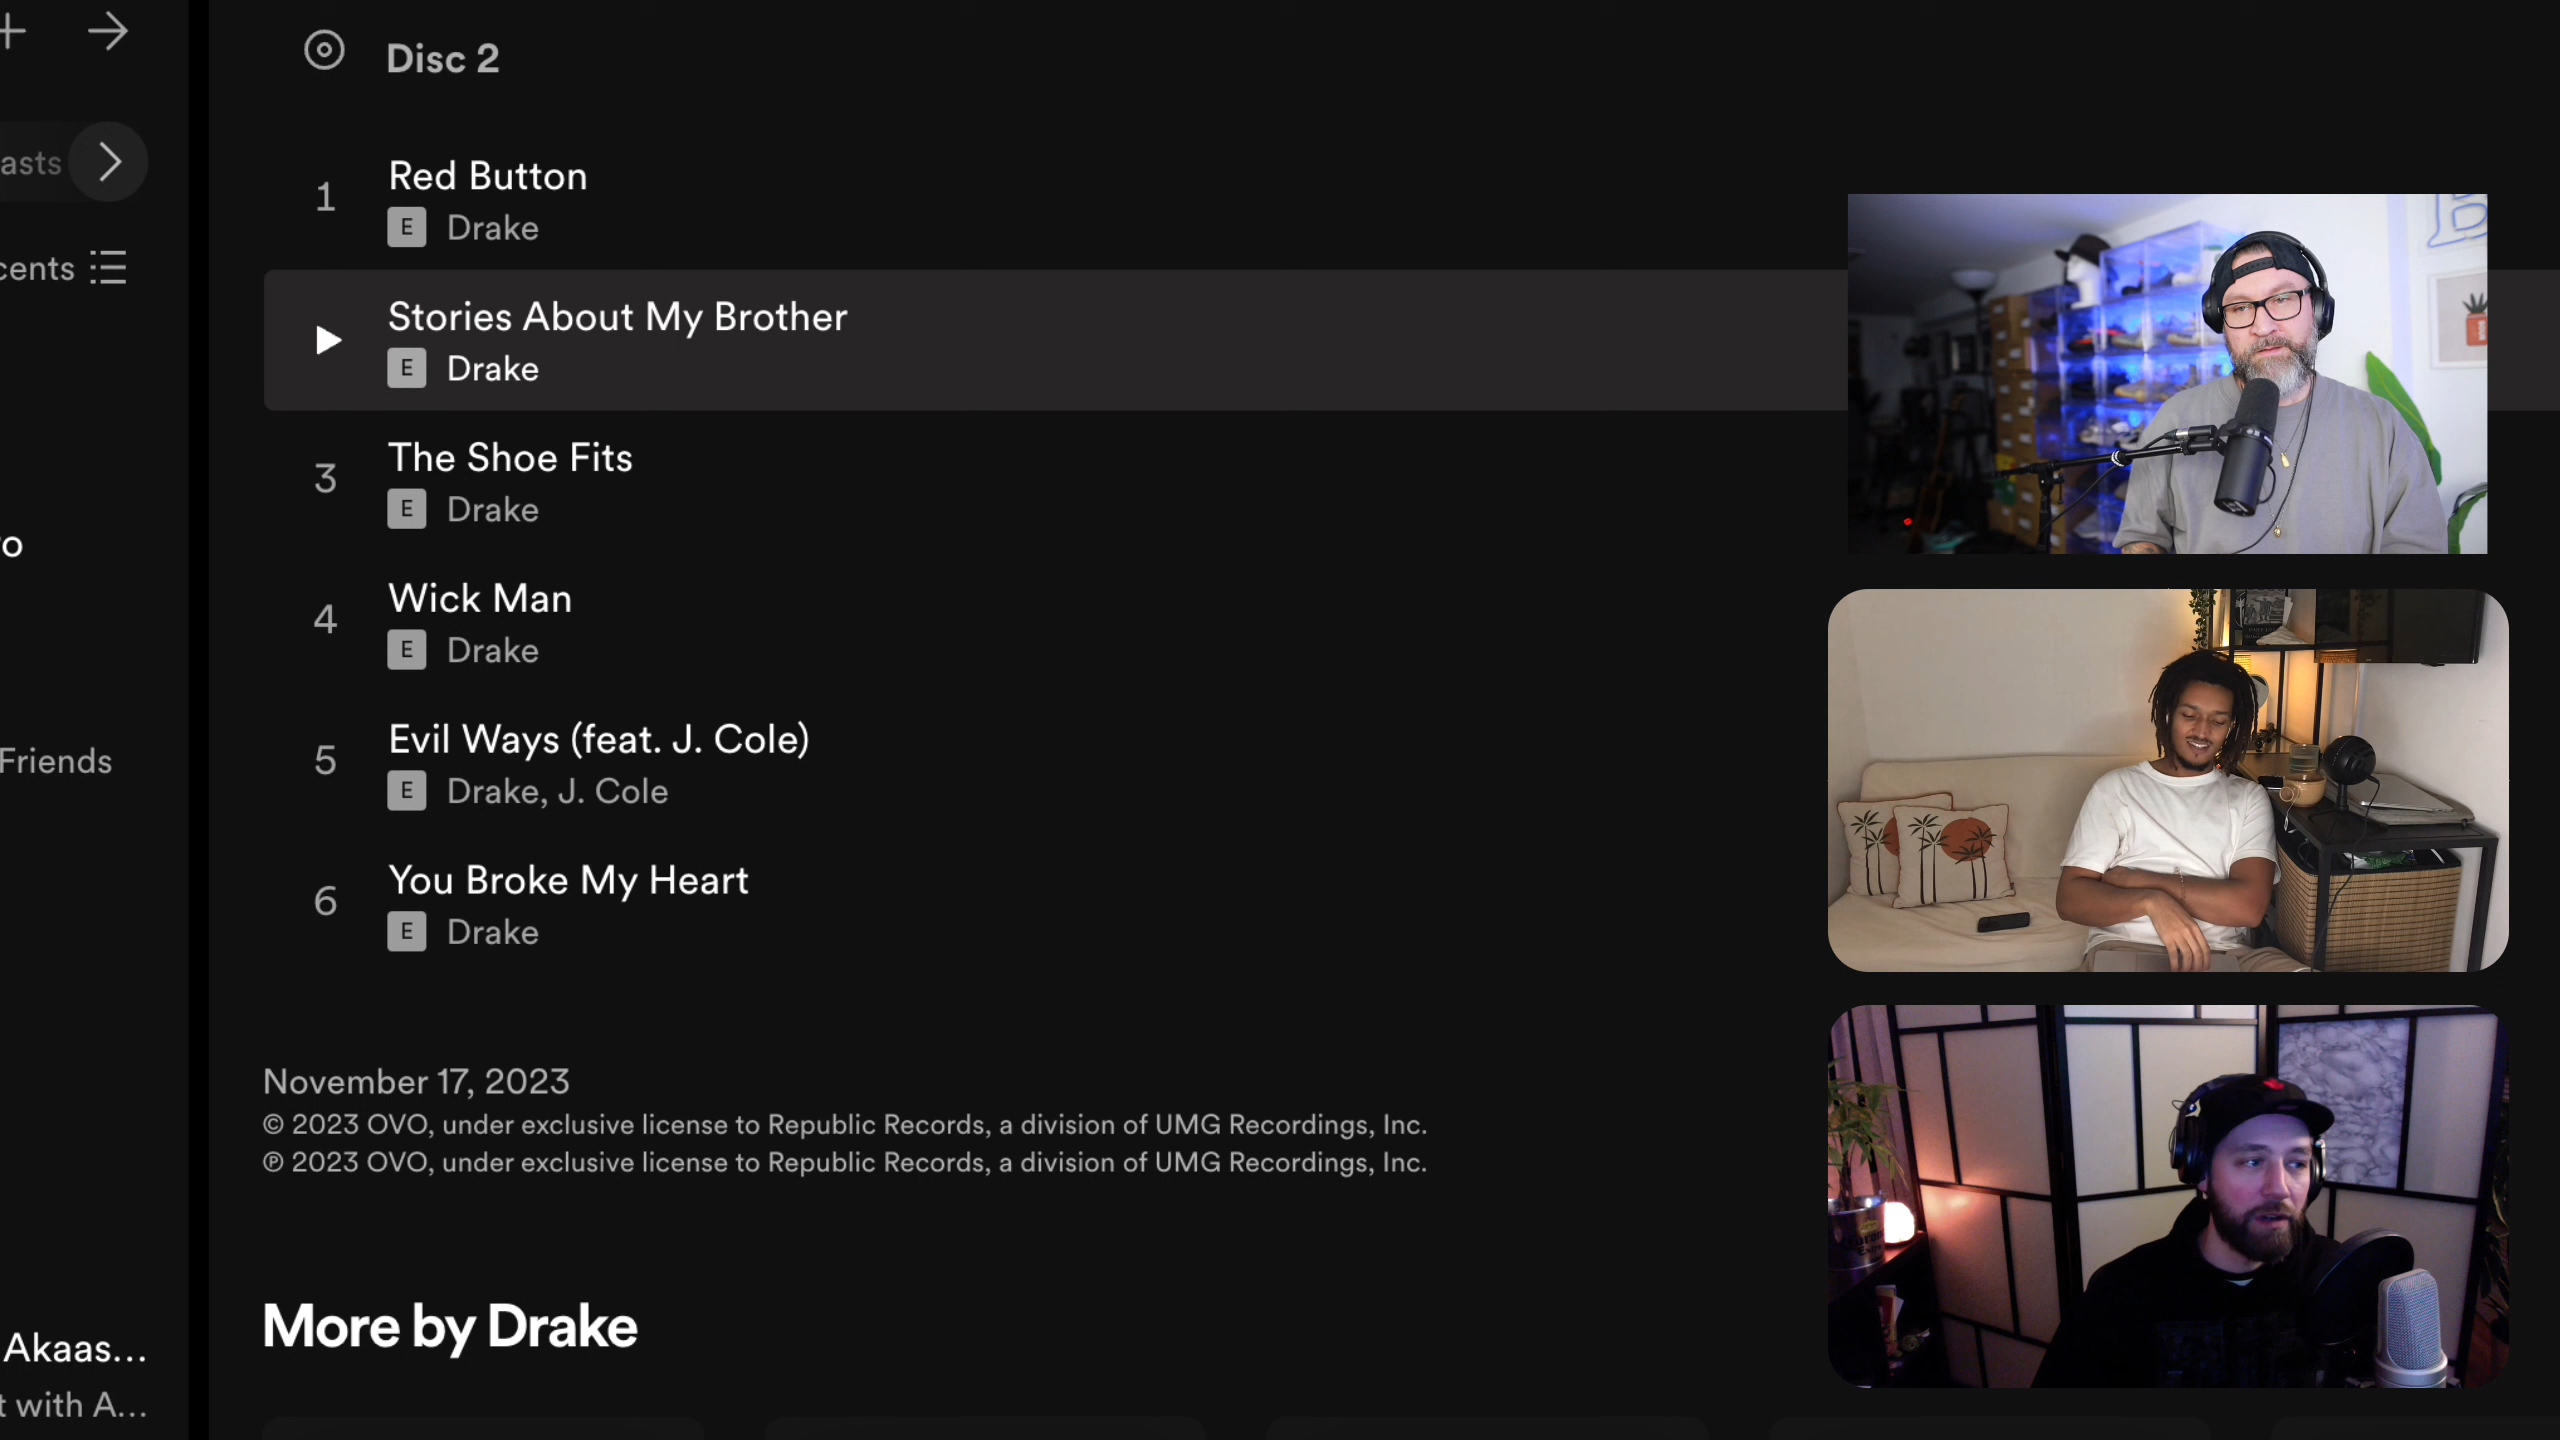 asts
cents
ro
Friends
Akaas...
t with A...
Disc 2
1
Red Button
E Drake
Stories About My Brother
E Drake
3
The Shoe Fits
E Drake
4
Wick Man
E Drake
5
Evil Ways (feat. J. Cole)
E Drake, J. Cole
6
You Broke My Heart
E Drake
November 17, 2023
© 2023 OVO, under exclusive license to Republic Records, a division of UMG Recordings, Inc.
℗ 2023 OVO, under exclusive license to Republic Records, a division of UMG Recordings, Inc.
More by Drake